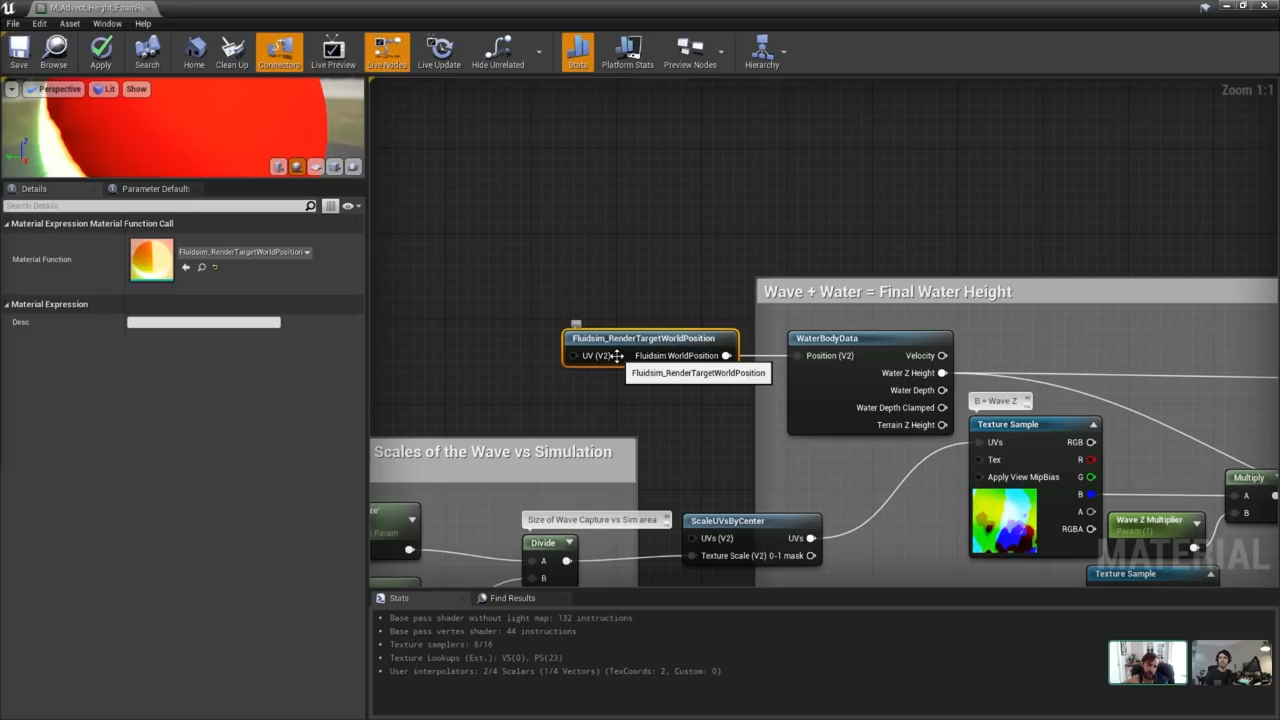 M_Advect_Height_FoamR
File Edit Asset Window Help
Save Browse Apply Search Home Clean Up Connectors Live Preview Live Nodes Live Update Hide Unrelated Stats Platform Stats Preview Nodes Hierarchy
Perspective Lit Show
Zoom 1:1
Details Parameter Default
Search Details
Material Expression Material Function Call
Material Function
Fluidsim_RenderTargetWorldPosition
Material Expression
Desc
Wave + Water = Final Water Height
Fluidsim_RenderTargetWorldPosition
UV (V2) Fluidsim WorldPosition
Fluidsim_RenderTargetWorldPosition
WaterBodyData
Position (V2) Velocity
Water Z Height
Water Depth
Water Depth Clamped
Terrain Z Height
B = Wave Z
Texture Sample
UVs RGB
Tex R
Apply View MipBias G
B
A
RGBA
Multiply
A
B
Wave Z Multiplier
Param (1)
Texture Sample
Scales of the Wave vs Simulation
Size'
Param
Size of Wave Capture vs Sim area
Divide
A
B
ScaleUVsByCenter
UVs (V2) UVs
Texture Scale (V2) 0-1 mask
MATERIAL
Stats Find Results
Base pass shader without light map: 132 instructions
Base pass vertex shader: 44 instructions
Texture samplers: 6/16
Texture Lookups (Est.): VS(0), PS(23)
User interpolators: 2/4 Scalars (1/4 Vectors) (TexCoords: 2, Custom: 0)